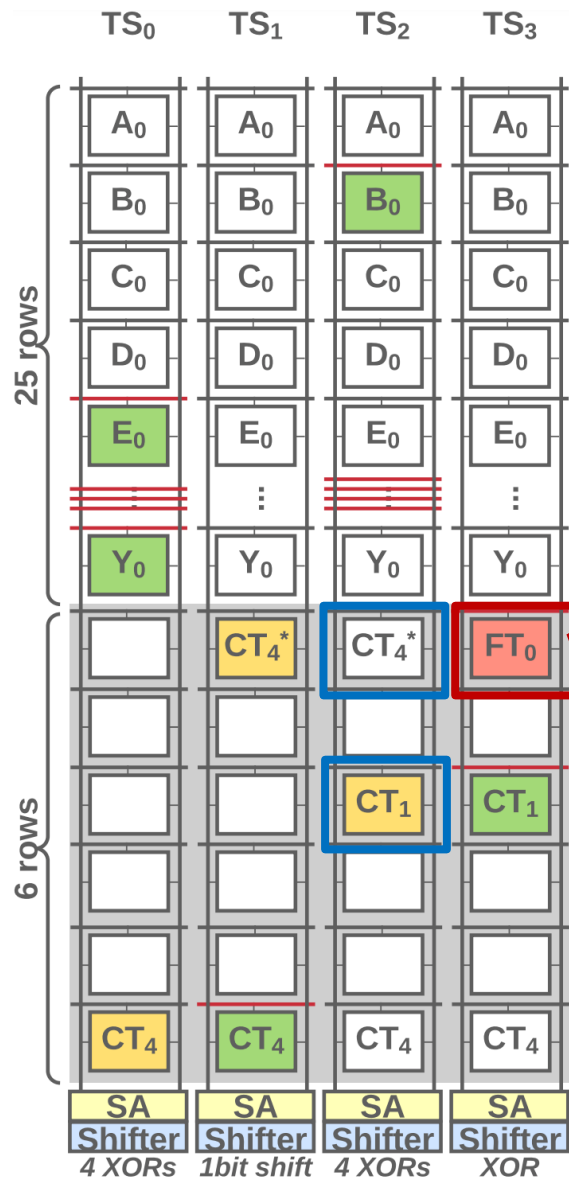 TS₀ TS₁ TS₂ TS₃
25 rows
A₀ A₀ A₀ A₀
B₀ B₀ B₀ B₀
C₀ C₀ C₀ C₀
D₀ D₀ D₀ D₀
E₀ E₀ E₀ E₀
⋮ ⋮ ⋮ ⋮
Y₀ Y₀ Y₀ Y₀
6 rows
CT₄* CT₄* FT₀
CT₁ CT₁
CT₄ CT₄ CT₄ CT₄
SA SA SA SA
Shifter Shifter Shifter Shifter
4 XORs 1bit shift 4 XORs XOR